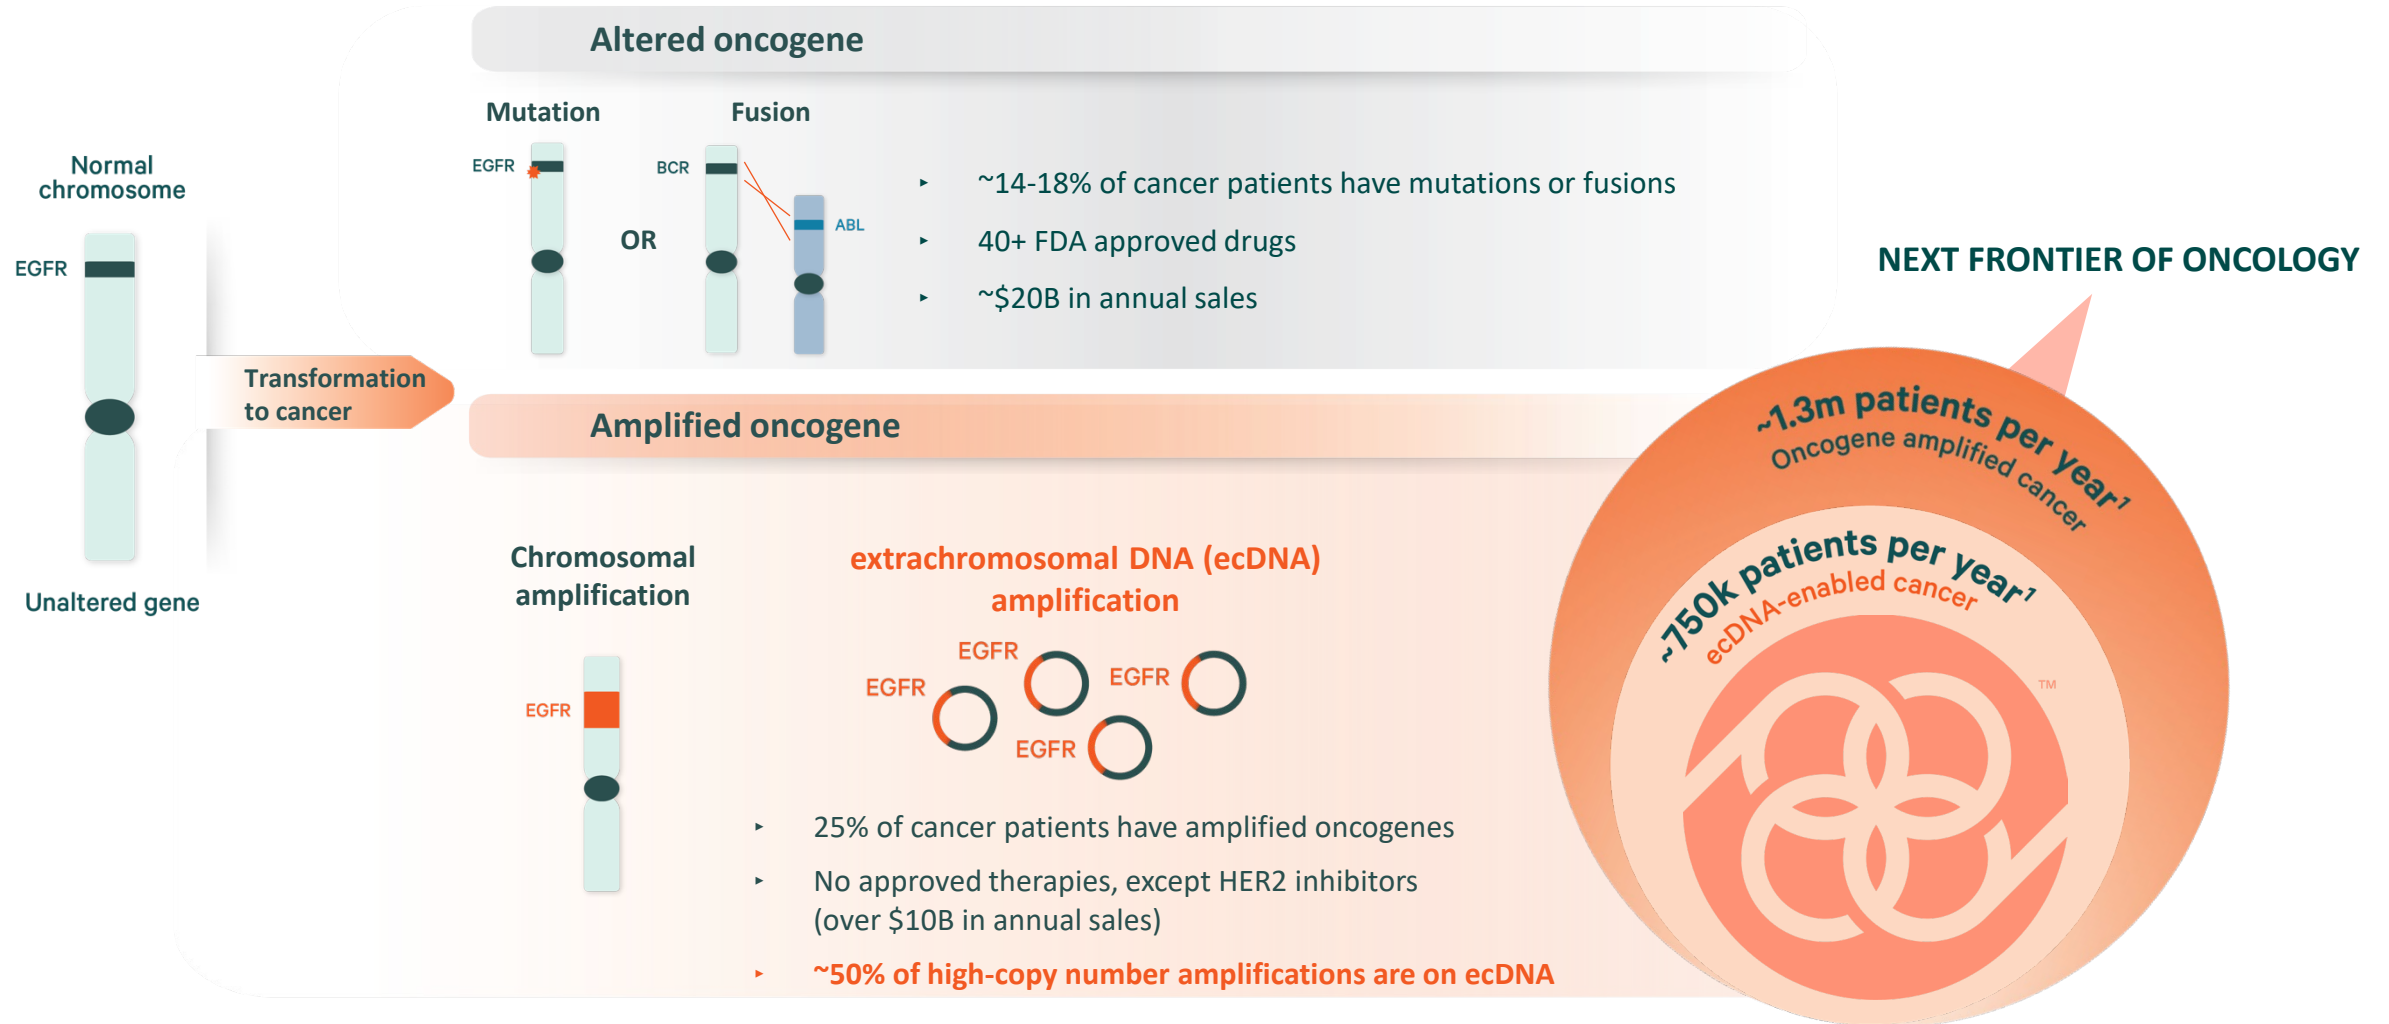 Altered oncogene
Mutation
Fusion
EGFR
BCR
ABL
OR
‣ ~14-18% of cancer patients have mutations or fusions
‣ 40+ FDA approved drugs
‣ ~$20B in annual sales
Normal
chromosome
EGFR
Unaltered gene
Transformation
to cancer
NEXT FRONTIER OF ONCOLOGY
Amplified oncogene
Chromosomal
amplification
EGFR
extrachromosomal DNA (ecDNA)
amplification
EGFR
EGFR
EGFR
EGFR
‣ 25% of cancer patients have amplified oncogenes
‣ No approved therapies, except HER2 inhibitors
(over $10B in annual sales)
‣ ~50% of high-copy number amplifications are on ecDNA
~1.3m patients per year¹
Oncogene amplified cancer
~750k patients per year¹
ecDNA-enabled cancer
TM